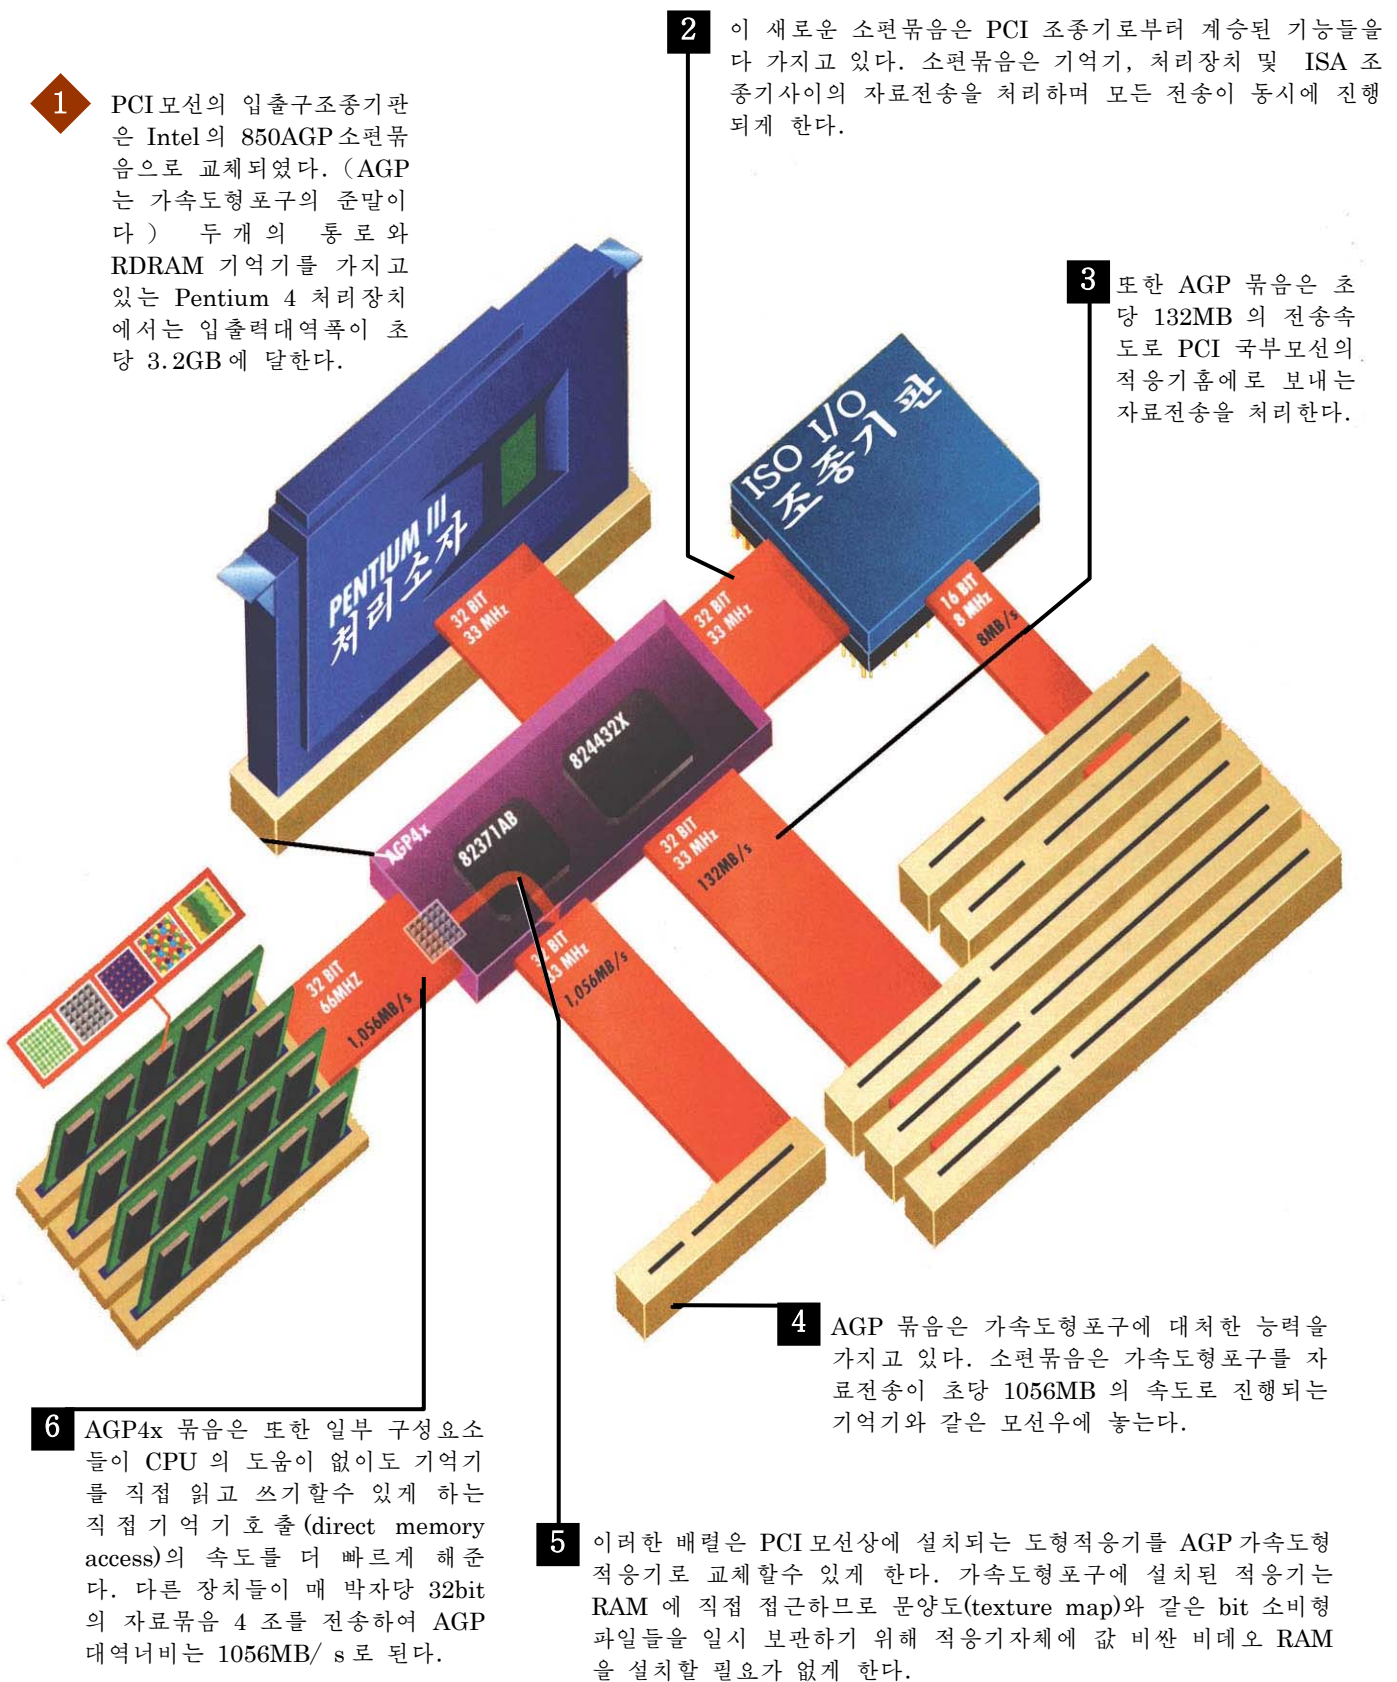 1
PCI모선의 입출구조종기판
은 Intel의 850AGP소편묶
음으로 교체되였다. (AGP
는 가속도형포구의 준말이
다) 두개의 통로와
RDRAM 기억기를 가지고
있는 Pentium 4 처리장치
에서는 입출력대역폭이 초
당 3.2GB에 달한다.
2
이 새로운 소편묶음은 PCI 조종기로부터 계승된 기능들을
다 가지고 있다. 소편묶음은 기억기, 처리장치 및 ISA 조
종기사이의 자료전송을 처리하며 모든 전송이 동시에 진행
되게 한다.
3
또한 AGP 묶음은 초
당 132MB 의 전송속
도로 PCI 국부모선의
적응기홈에로 보내는
자료전송을 처리한다.
PENTIUM III
처리소자
ISO I/O
조종기판
32 BIT
33 MHz
32 BIT
33 MHz
16 BIT
8 MHz
8MB/s
824432X
82371AB
AGP4x
32 BIT
33 MHz
132MB/s
32 BIT
66MHZ
1,056MB/s
32 BIT
33 MHz
1,056MB/s
4
AGP 묶음은 가속도형포구에 대처한 능력을
가지고 있다. 소편묶음은 가속도형포구를 자
료전송이 초당 1056MB 의 속도로 진행되는
기억기와 같은 모선우에 놓는다.
6
AGP4x 묶음은 또한 일부 구성요소
들이 CPU 의 도움이 없이도 기억기
를 직접 읽고 쓰기할수 있게 하는
직접기억기호출(direct memory
access)의 속도를 더 빠르게 해준
다. 다른 장치들이 매 박자당 32bit
의 자료묶음 4 조를 전송하여 AGP
대역너비는 1056MB/ s로 된다.
5
이러한 배렬은 PCI모선상에 설치되는 도형적응기를 AGP가속도형
적응기로 교체할수 있게 한다. 가속도형포구에 설치된 적응기는
RAM 에 직접 접근하므로 문양도(texture map)와 같은 bit 소비형
파일들을 일시 보관하기 위해 적응기자체에 값 비싼 비데오 RAM
을 설치할 필요가 없게 한다.